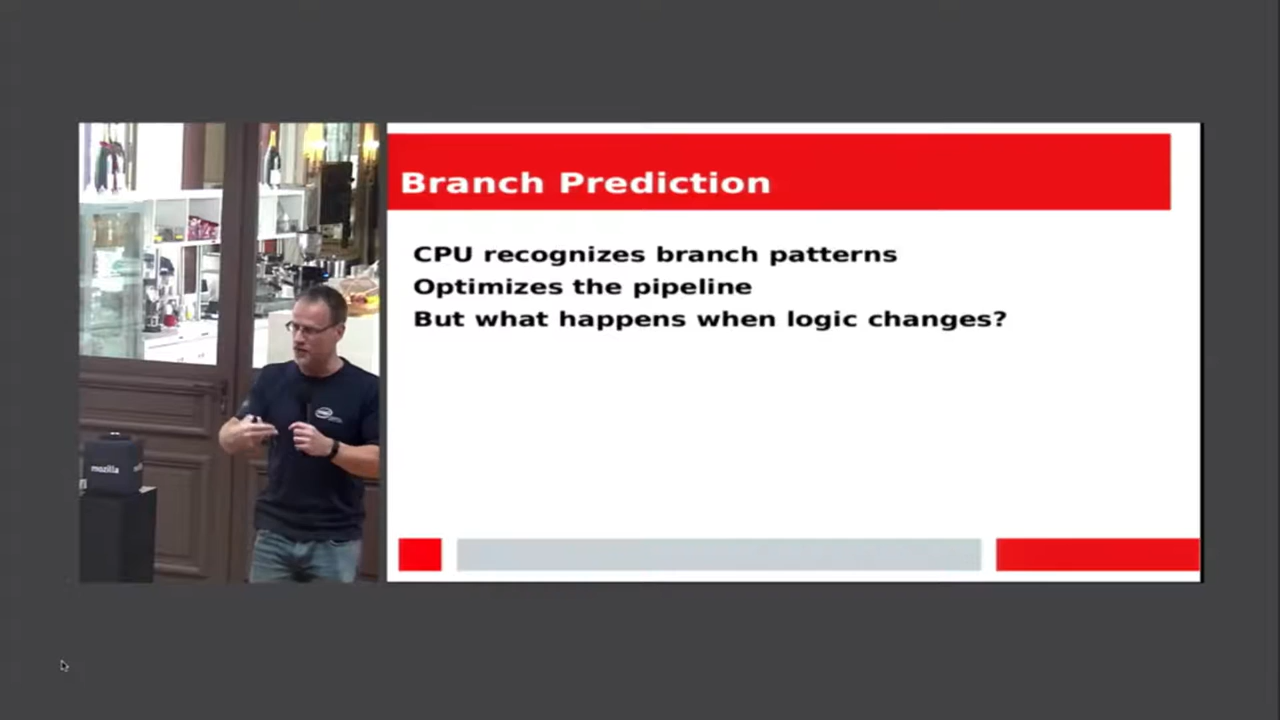 Branch Prediction
CPU recognizes branch patterns
Optimizes the pipeline
But what happens when logic changes?
mozilla